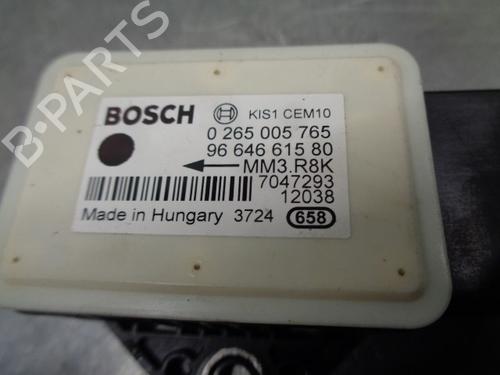 BOSCH KIS1 CEM10
0 265 005 765
96 646 615 80
MM3.R8K
7047293
12038
Made in Hungary 3724 658
B-PARTS